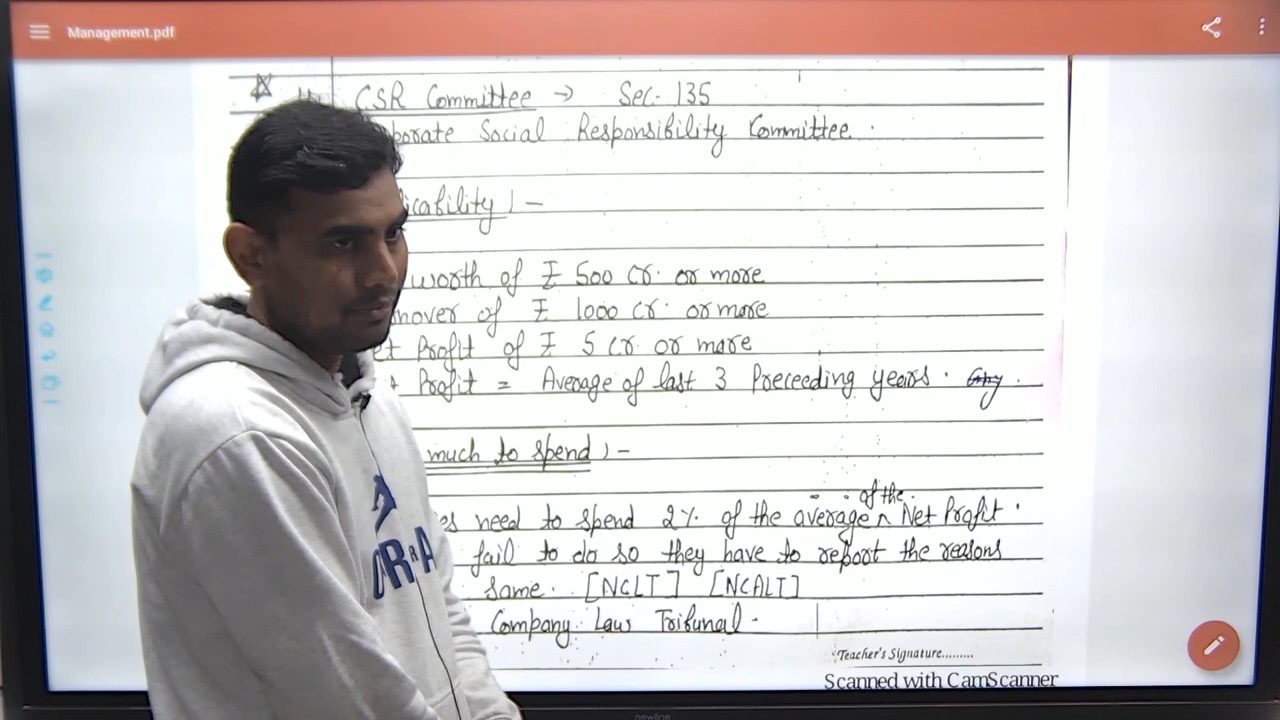 Management.pdf
CSR Committee → Sec. 135
porate Social Responsibility Committee.
icability) -
worth of ₹ 500 Cr. or more
nover of ₹ 1000 Cr. or more
et Profit of ₹ 5 Cr. or more
Profit = Average of last 3 Preceeding years.
much to spend) -
es need to spend 2% of the average of the Net Profit.
fail to do so they have to report the reasons
same. [NCLT] [NCALT]
Company Law Tribunal.
Teacher's Signature.........
Scanned with CamScanner
newline